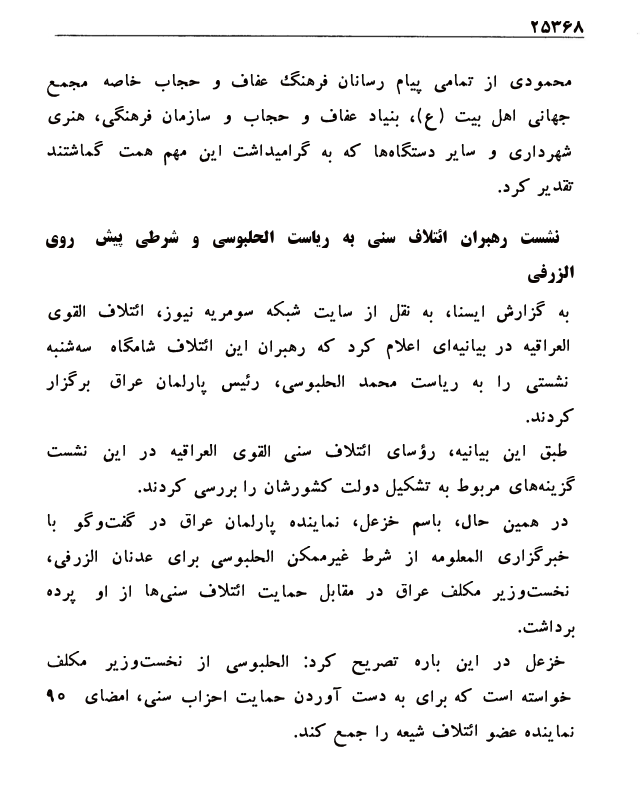 ۲۵۳۶۸
محمودی از تمامی پیام رسانان فرهنگ عفاف و حجاب خاصه مجمع
جهانی اهل بیت (ع)، بنیاد عفاف و حجاب و سازمان فرهنگی، هنری
شهرداری و سایر دستگاه‌ها که به گرامیداشت این مهم همت گماشتند
تقدیر کرد.
نشست رهبران ائتلاف سنی به ریاست الحلبوسی و شرطی پیش روی
الزرفی
به گزارش ایسنا، به نقل از سایت شبکه سومریه نیوز، ائتلاف القوی
العراقیه در بیانیه‌ای اعلام کرد که رهبران این ائتلاف شامگاه سه‌شنبه
نشستی را به ریاست محمد الحلبوسی، رئیس پارلمان عراق برگزار
کردند.
طبق این بیانیه، رؤسای ائتلاف سنی القوی العراقیه در این نشست
گزینه‌های مربوط به تشکیل دولت کشورشان را بررسی کردند.
در همین حال، باسم خزعل، نماینده پارلمان عراق در گفت‌وگو با
خبرگزاری المعلومه از شرط غیرممکن الحلبوسی برای عدنان الزرفی،
نخست‌وزیر مکلف عراق در مقابل حمایت ائتلاف سنی‌ها از او پرده
برداشت.
خزعل در این باره تصریح کرد: الحلبوسی از نخست‌وزیر مکلف
خواسته است که برای به دست آوردن حمایت احزاب سنی، امضای ۹۰
نماینده عضو ائتلاف شیعه را جمع کند.